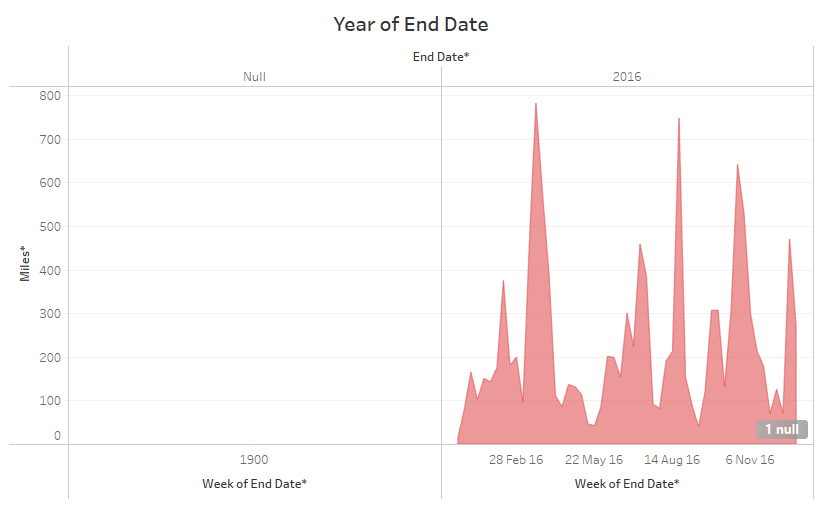 Year of End Date
End Date*
Null 2016
800
700
600
500
400
300
200
100
0
Miles*
1 null
1900 28 Feb 16 22 May 16 14 Aug 16 6 Nov 16
Week of End Date* Week of End Date*